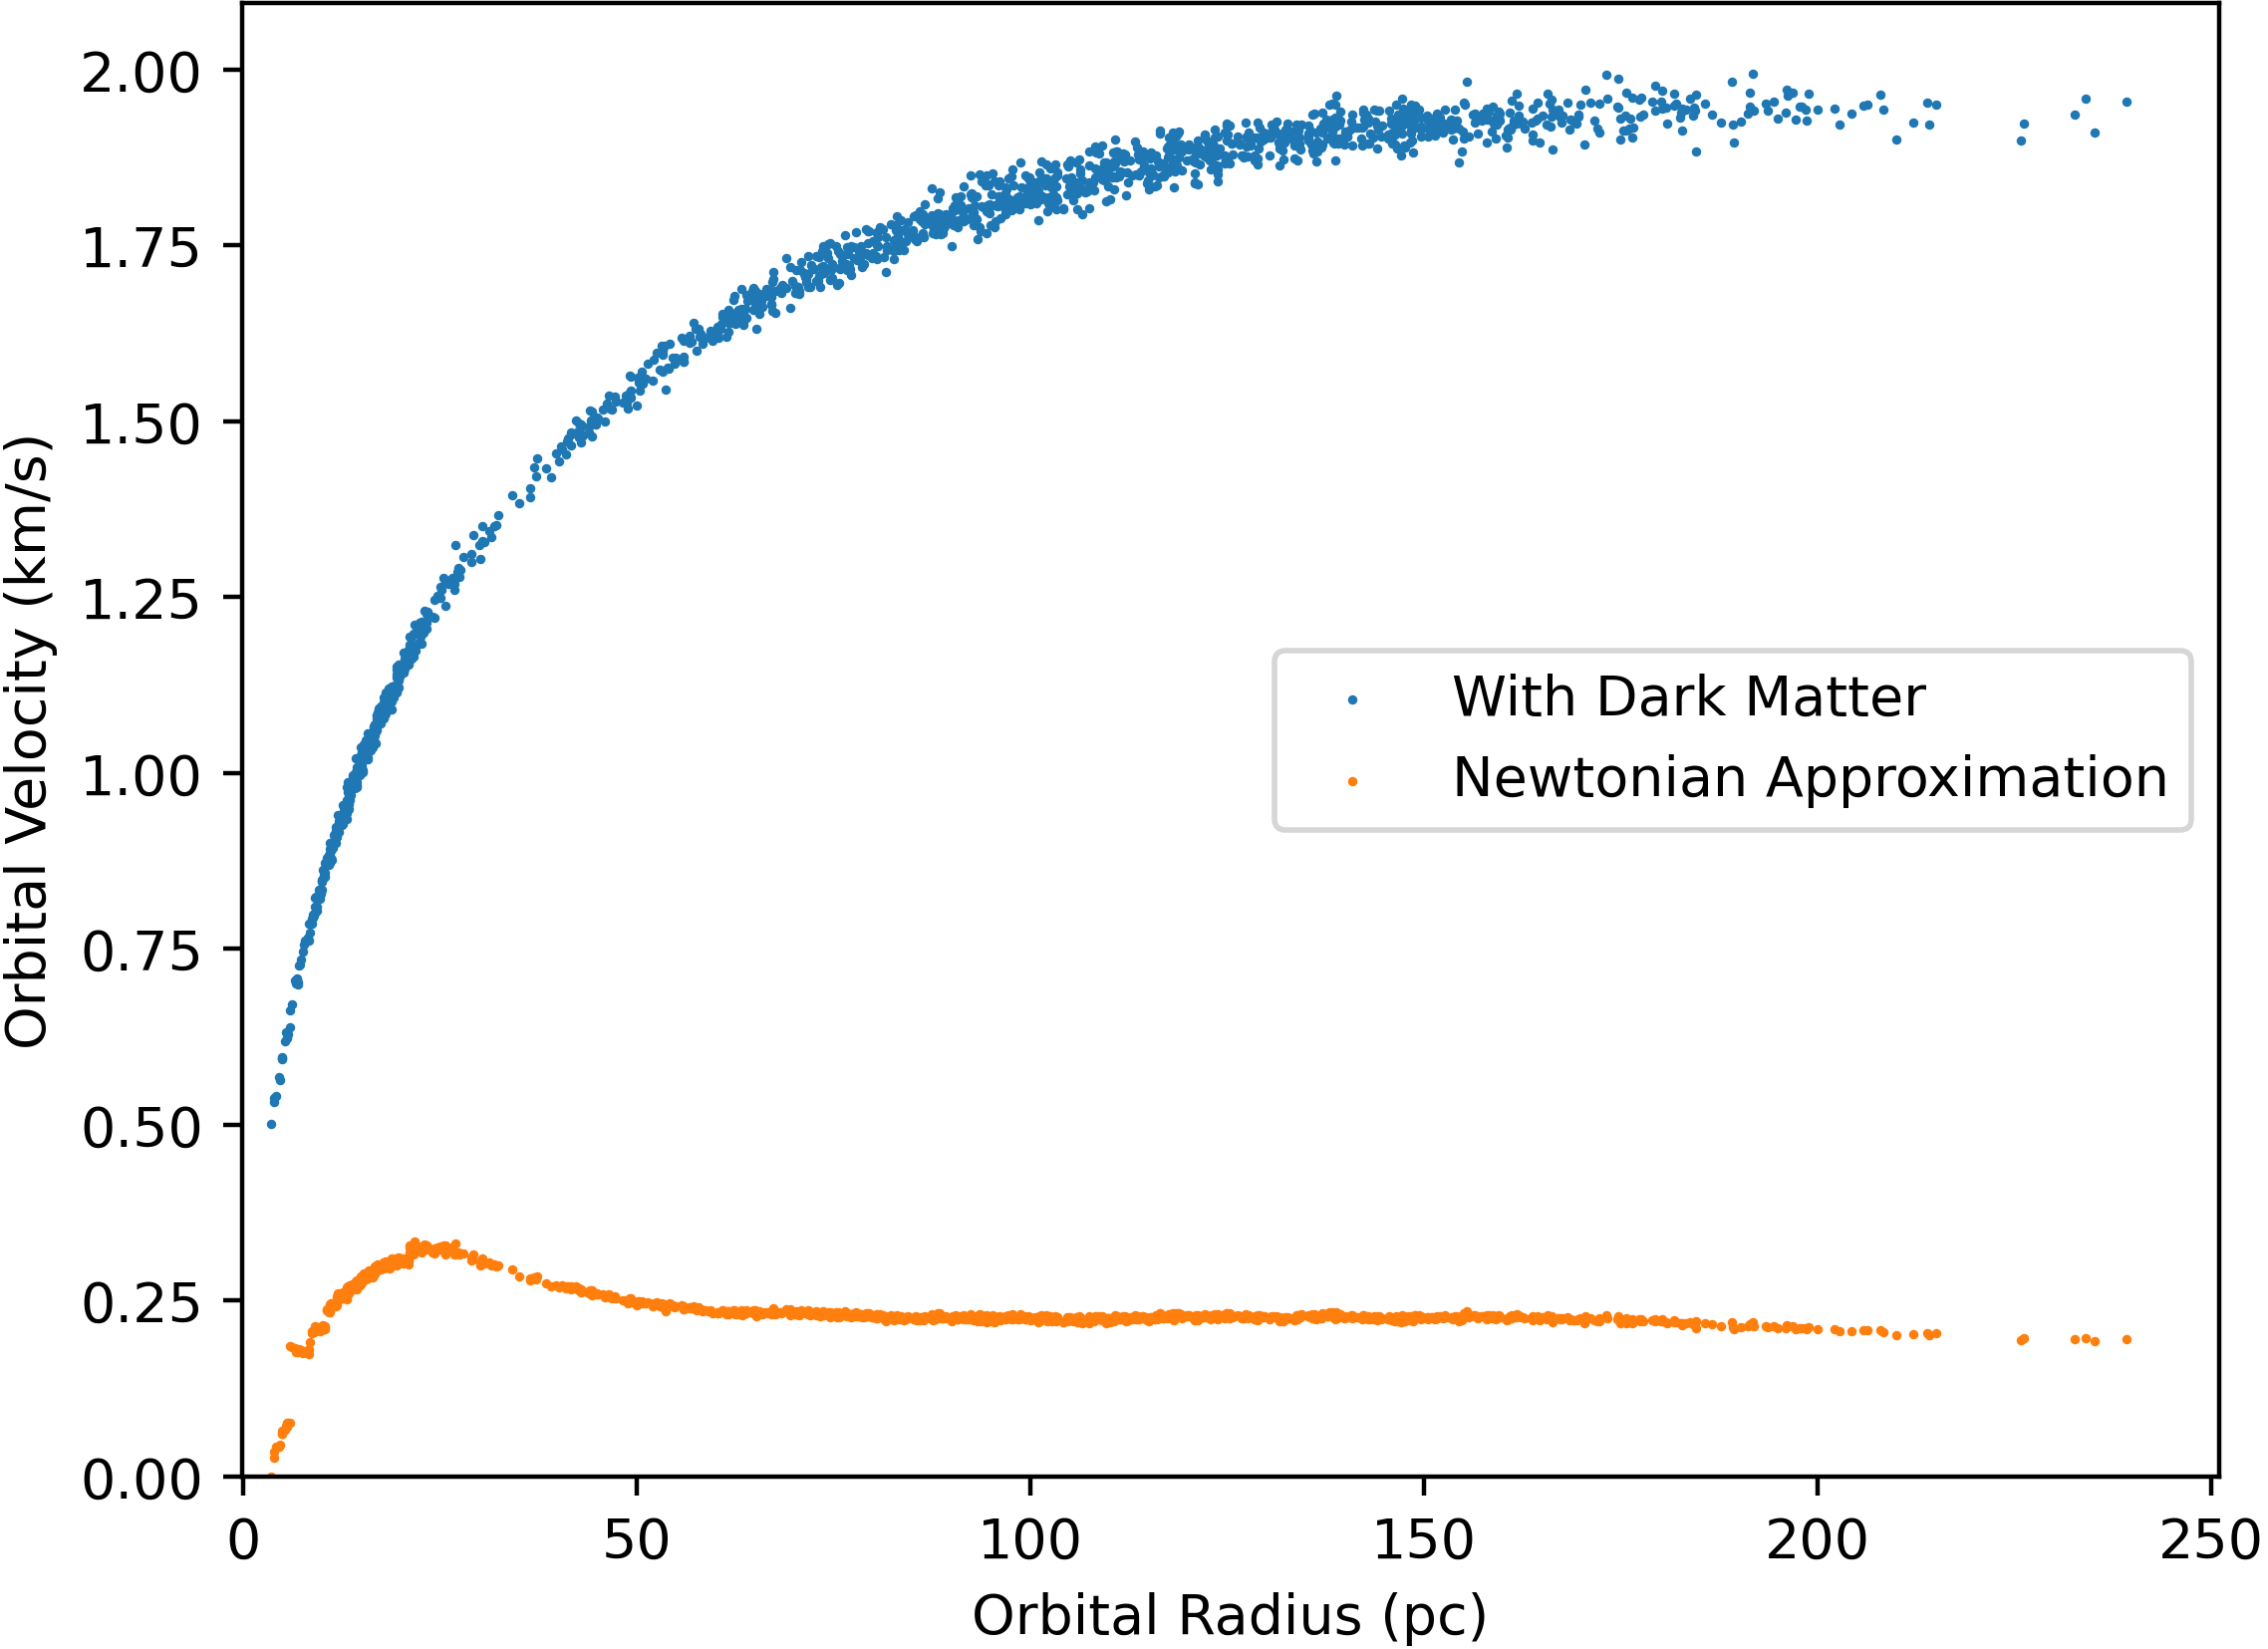 Orbital Velocity (km/s)
2.00
1.75
1.50
1.25
1.00
0.75
0.50
0.25
0.00
With Dark Matter
Newtonian Approximation
0 50 100 150 200 250
Orbital Radius (pc)